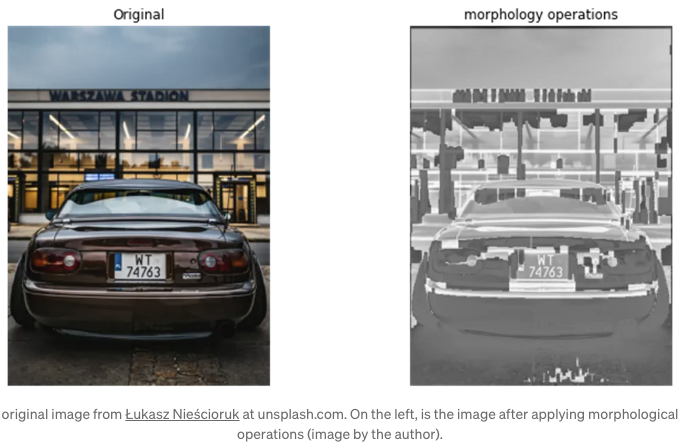 Original
morphology operations
WARSZAWA STADION
WT
74763
WT
74763
original image from Łukasz Nieścioruk at unsplash.com. On the left, is the image after applying morphological
operations (image by the author).